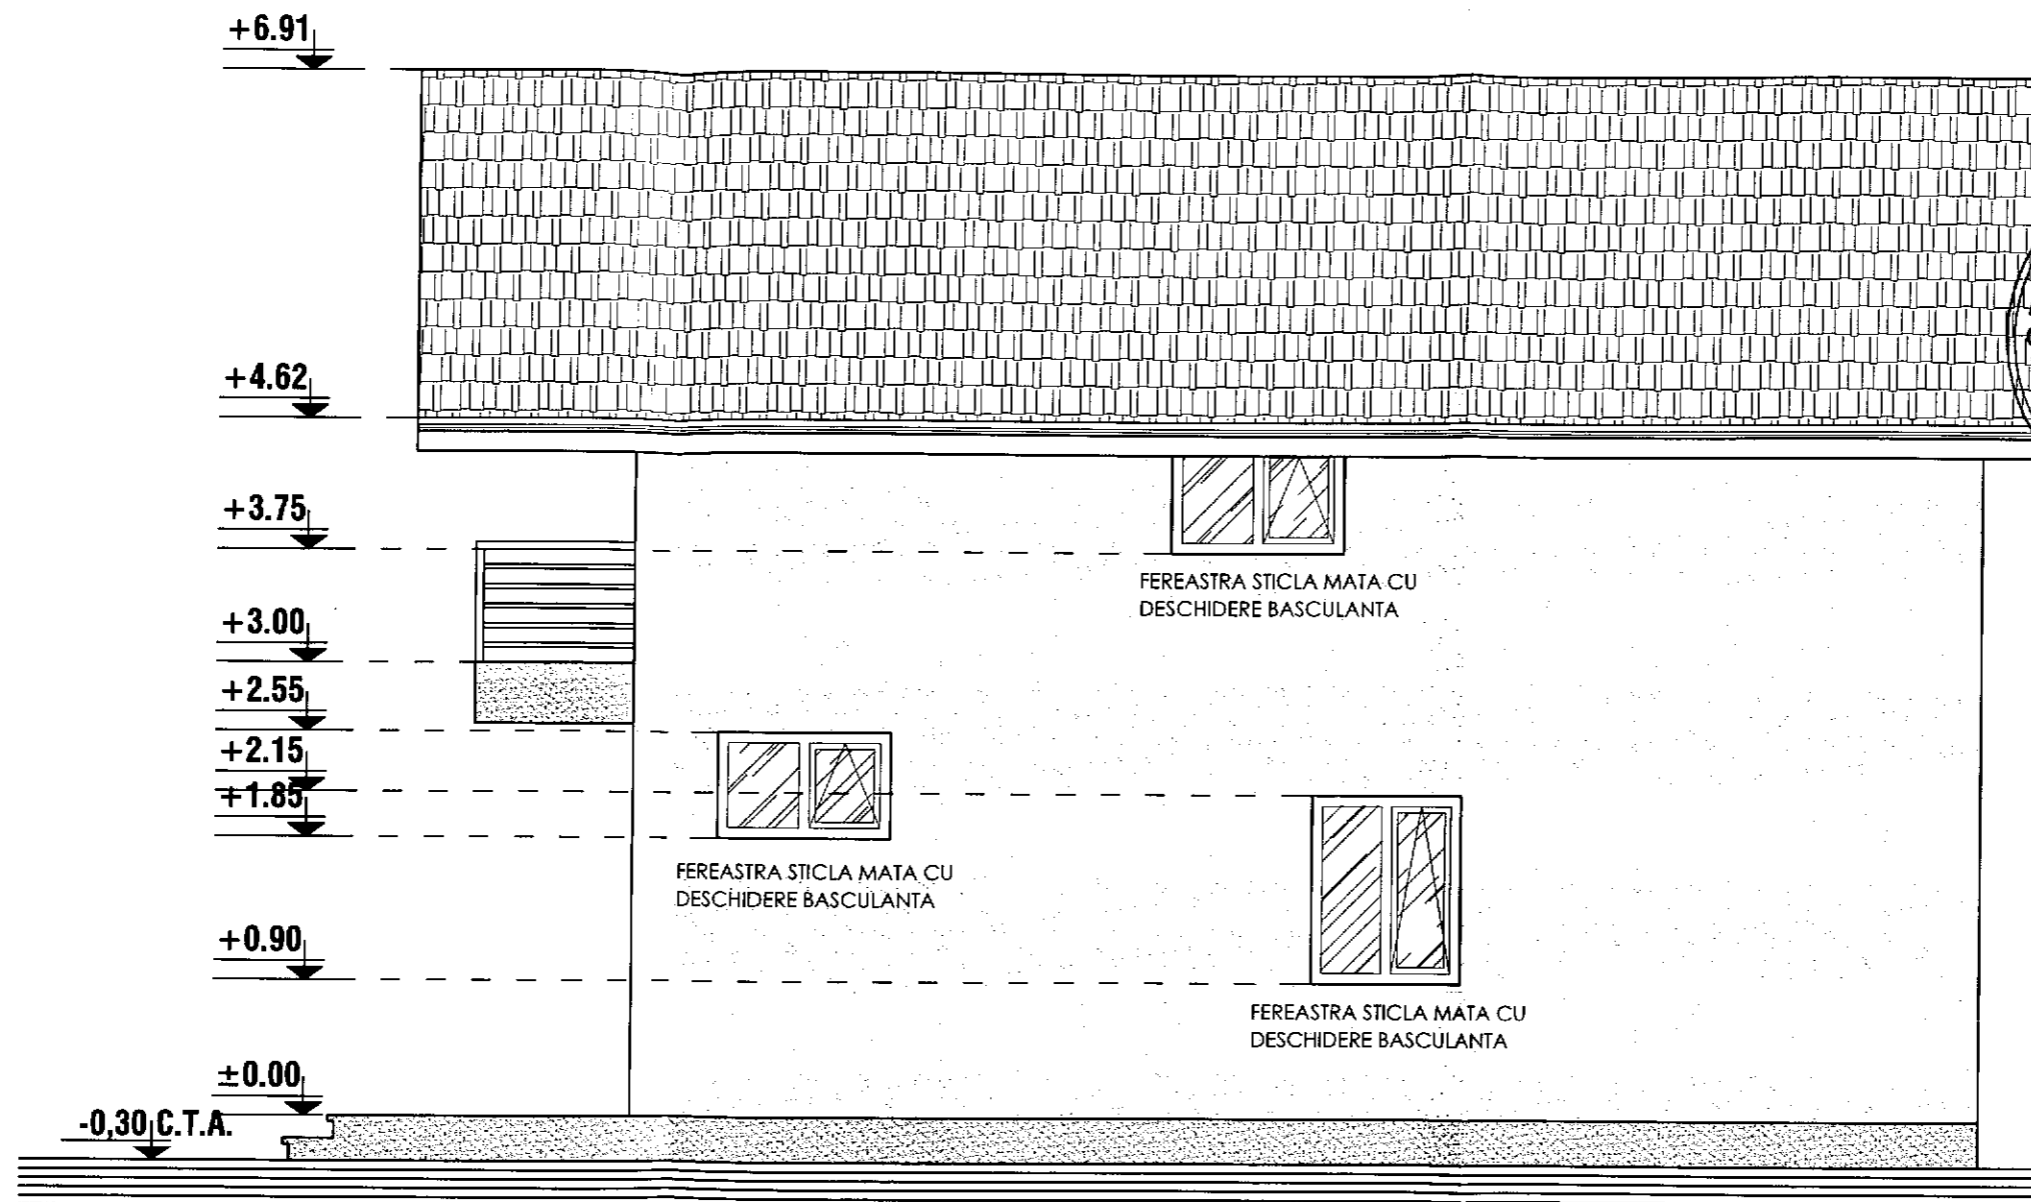 +6.91
+4.62
+3.75
FEREASTRA STICLA MATA CU
DESCHIDERE BASCULANTA
+3.00
+2.55
+2.15
+1.85
FEREASTRA STICLA MATA CU
DESCHIDERE BASCULANTA
+0.90
FEREASTRA STICLA MATA CU
DESCHIDERE BASCULANTA
±0.00
-0,30 C.T.A.